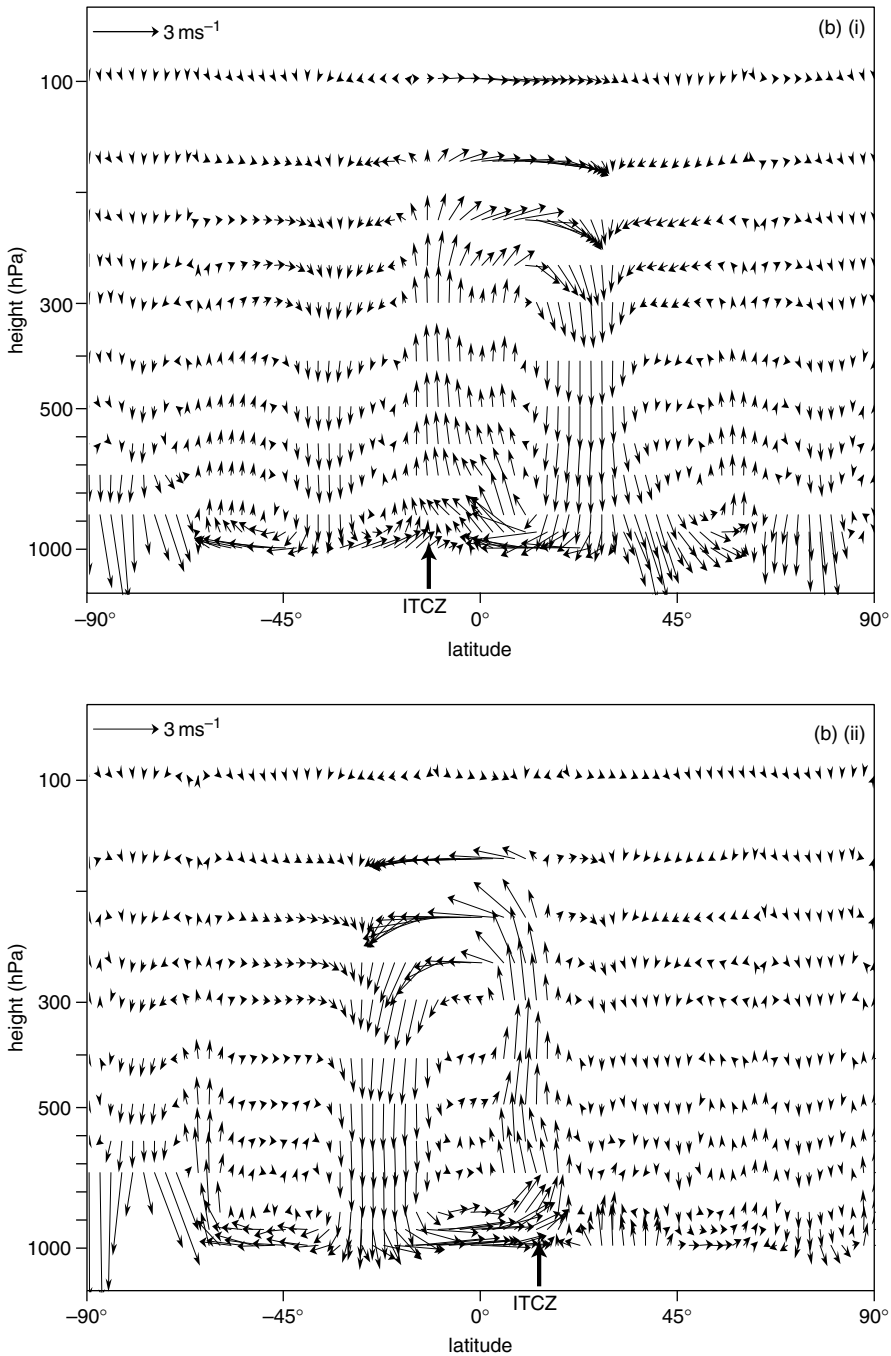 3 ms⁻¹
(b) (i)
100
300
500
1000
height (hPa)
ITCZ
–90°
–45°
0°
45°
90°
latitude
3 ms⁻¹
(b) (ii)
100
300
500
1000
height (hPa)
ITCZ
–90°
–45°
0°
45°
90°
latitude